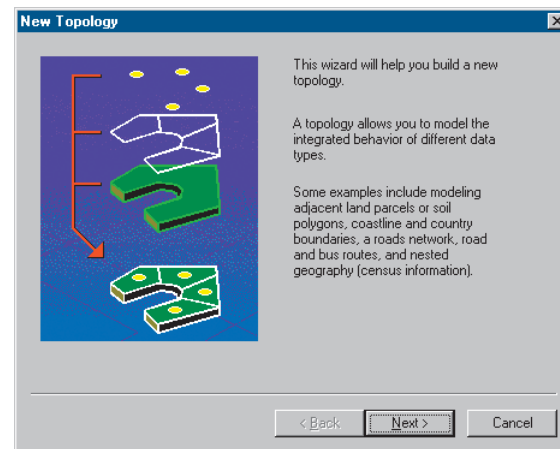 New Topology
This wizard will help you build a new
topology.
A topology allows you to model the
integrated behavior of different data
types.
Some examples include modeling
adjacent land parcels or soil
polygons, coastline and country
boundaries, a roads network, road
and bus routes, and nested
geography (census information).
< Back
Next >
Cancel